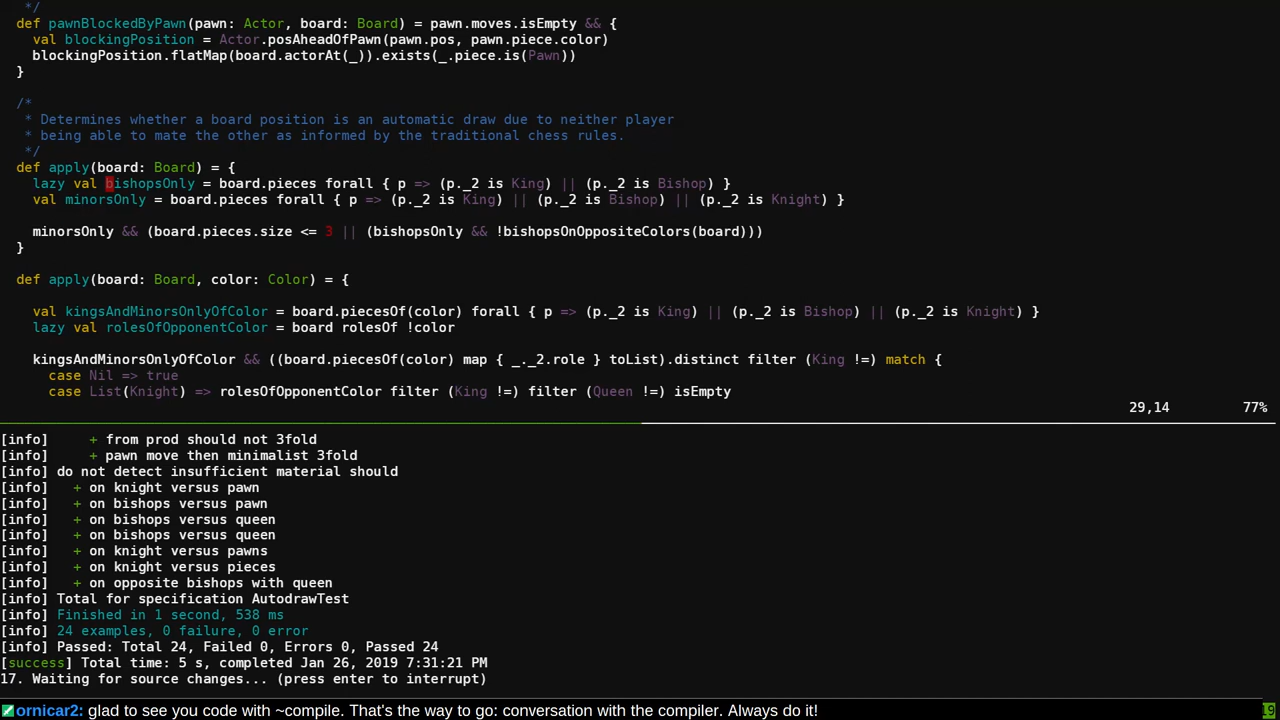 */
def pawnBlockedByPawn(pawn: Actor, board: Board) = pawn.moves.isEmpty && {
  val blockingPosition = Actor.posAheadOfPawn(pawn.pos, pawn.piece.color)
  blockingPosition.flatMap(board.actorAt(_)).exists(_.piece.is(Pawn))
}
/*
 * Determines whether a board position is an automatic draw due to neither player
 * being able to mate the other as informed by the traditional chess rules.
 */
def apply(board: Board) = {
  lazy val bishopsOnly = board.pieces forall { p => (p._2 is King) || (p._2 is Bishop) }
  val minorsOnly = board.pieces forall { p => (p._2 is King) || (p._2 is Bishop) || (p._2 is Knight) }
  minorsOnly && (board.pieces.size <= 3 || (bishopsOnly && !bishopsOnOppositeColors(board)))
}
def apply(board: Board, color: Color) = {
  val kingsAndMinorsOnlyOfColor = board.piecesOf(color) forall { p => (p._2 is King) || (p._2 is Bishop) || (p._2 is Knight) }
  lazy val rolesOfOpponentColor = board rolesOf !color
  kingsAndMinorsOnlyOfColor && ((board.piecesOf(color) map { _._2.role } toList).distinct filter (King !=) match {
    case Nil => true
    case List(Knight) => rolesOfOpponentColor filter (King !=) filter (Queen !=) isEmpty
29,14 77%
[info]     + from prod should not 3fold
[info]     + pawn move then minimalist 3fold
[info] do not detect insufficient material should
[info]   + on knight versus pawn
[info]   + on bishops versus pawn
[info]   + on bishops versus queen
[info]   + on bishops versus queen
[info]   + on knight versus pawns
[info]   + on knight versus pieces
[info]   + on opposite bishops with queen
[info] Total for specification AutodrawTest
[info] Finished in 1 second, 538 ms
[info] 24 examples, 0 failure, 0 error
[info] Passed: Total 24, Failed 0, Errors 0, Passed 24
[success] Total time: 5 s, completed Jan 26, 2019 7:31:21 PM
17. Waiting for source changes... (press enter to interrupt)
ornicar2: glad to see you code with ~compile. That's the way to go: conversation with the compiler. Always do it!